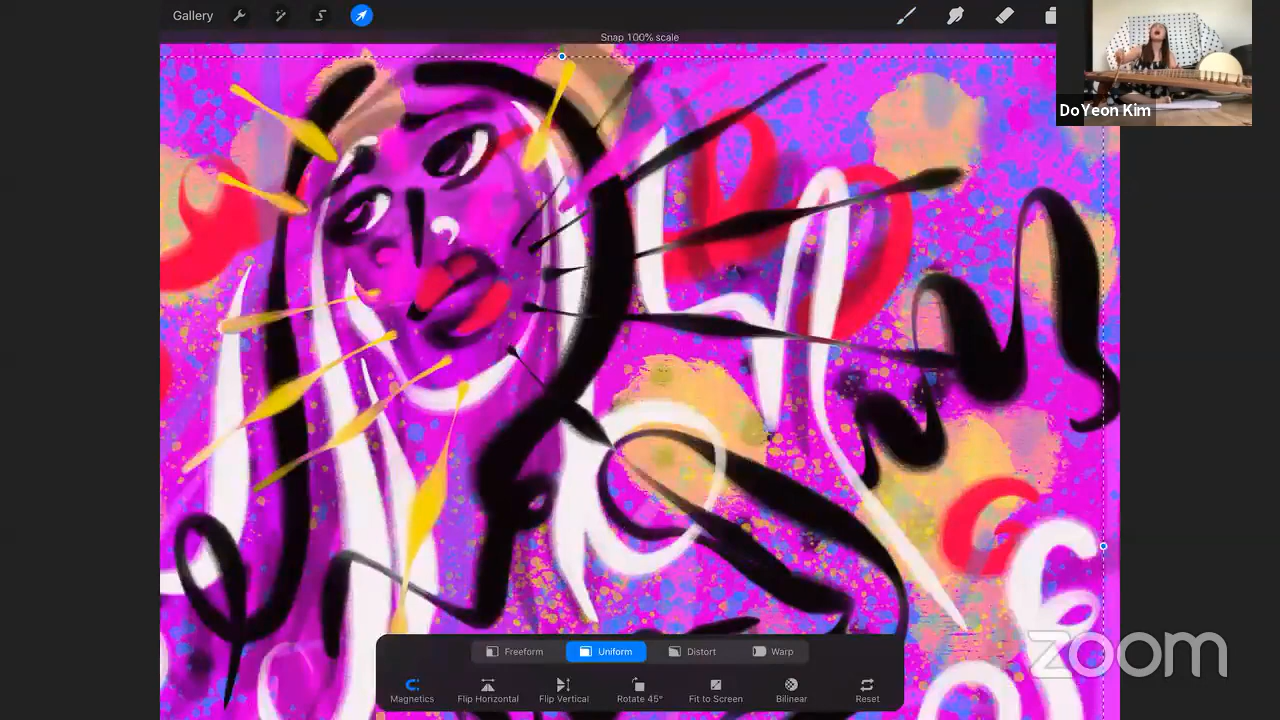 Gallery
Snap 100% scale
DoYeon Kim
Freeform Uniform Distort Warp
Magnetics Flip Horizontal Flip Vertical Rotate 45° Fit to Screen Bilinear Reset
zoom